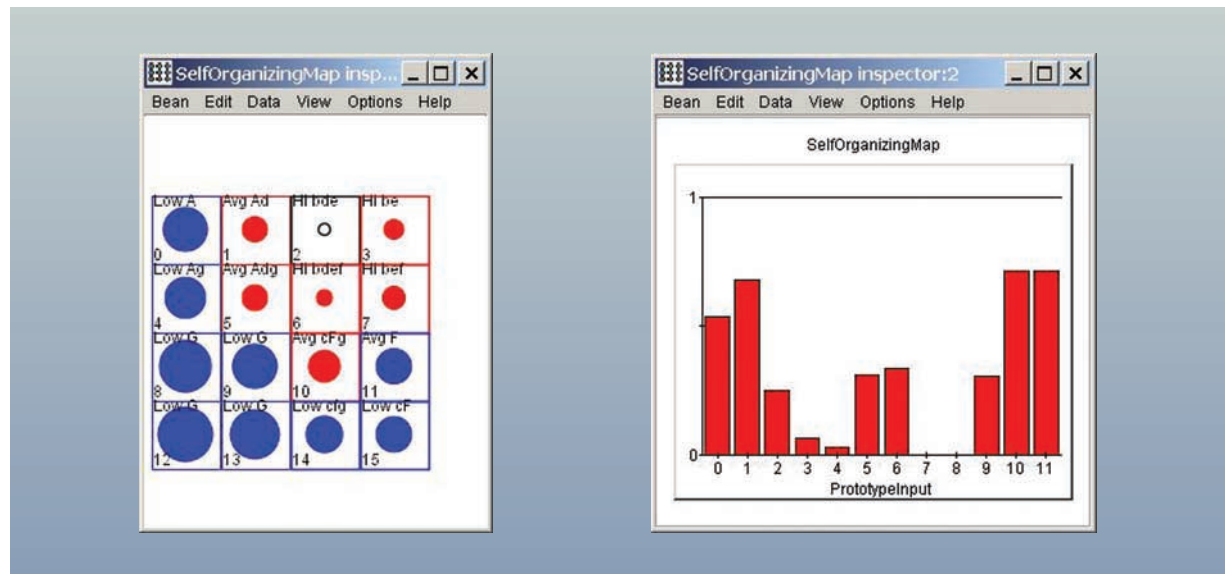 SelfOrganizingMap insp...
Bean Edit Data View Options Help
Low A Avg Ad HI bde HI be
0 1 2 3
Low Ag Avg Adg HI bdef HI bef
4 5 6 7
Low G Low G Avg cFg Avg F
8 9 10 11
Low G Low G Low cfg Low cF
12 13 14 15
SelfOrganizingMap inspector:2
Bean Edit Data View Options Help
SelfOrganizingMap
1
0
0 1 2 3 4 5 6 7 8 9 10 11
PrototypeInput